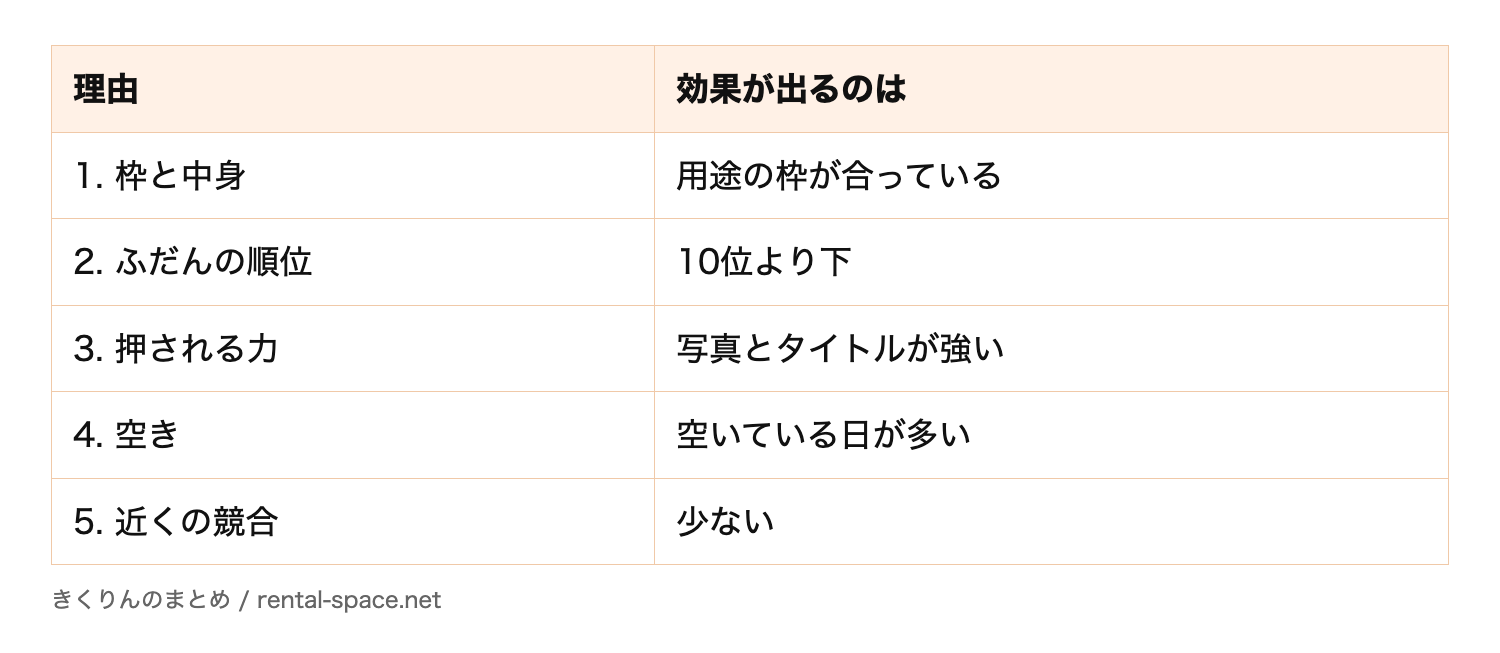 理由
効果が出るのは
1. 枠と中身
用途の枠が合っている
2. ふだんの順位
10位より下
3. 押される力
写真とタイトルが強い
4. 空き
空いている日が多い
5. 近くの競合
少ない
きくりんのまとめ / rental-space.net